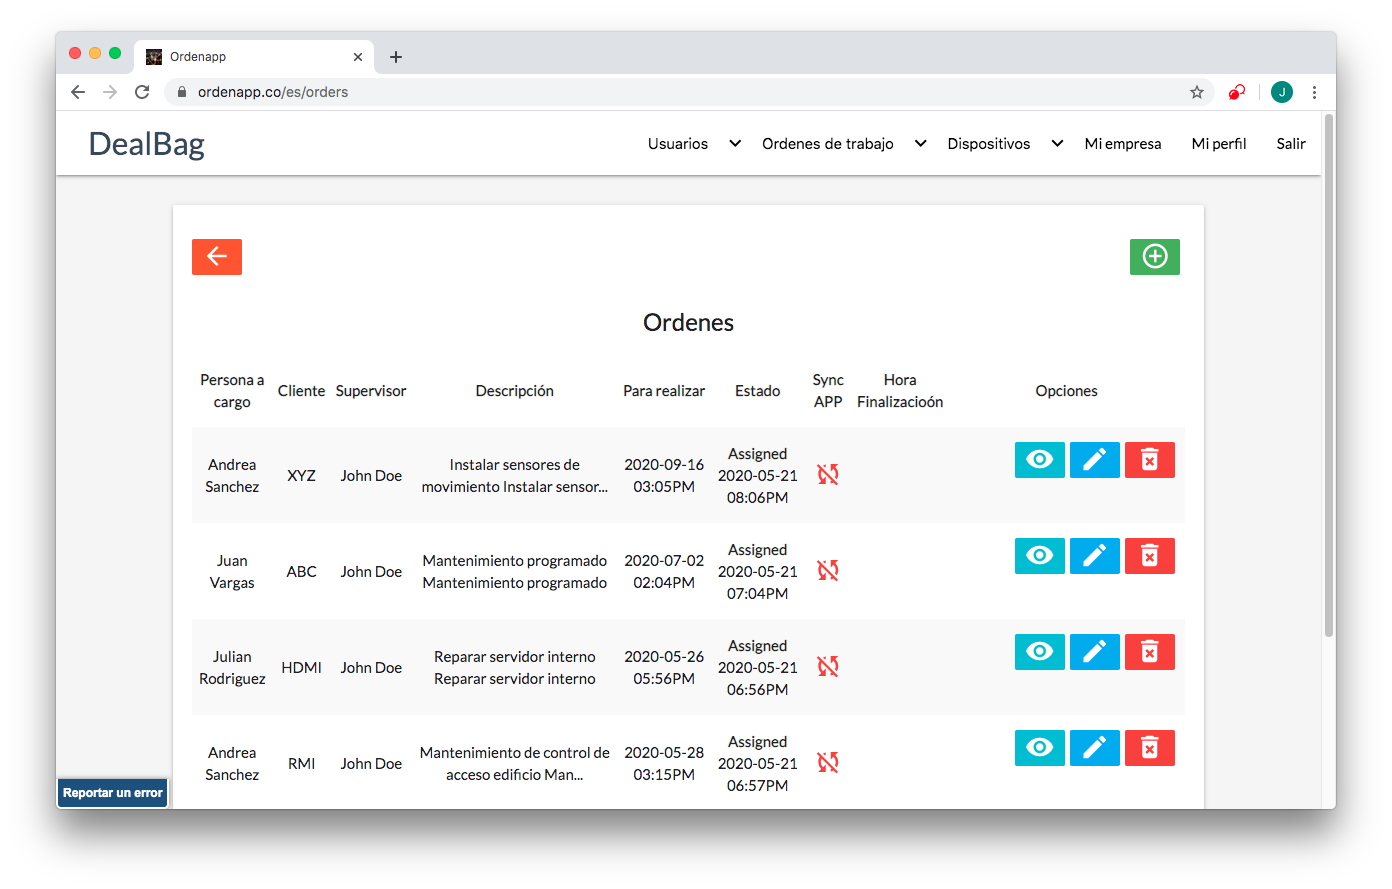 Ordenapp
ordenapp.co/es/orders
J
DealBag
Usuarios Ordenes de trabajo Dispositivos Mi empresa Mi perfil Salir
Ordenes
Persona a cargo Cliente Supervisor Descripción Para realizar Estado Sync APP Hora Finalizacioón Opciones
Andrea Sanchez XYZ John Doe Instalar sensores de movimiento Instalar sensor... 2020-09-16 03:05PM Assigned 2020-05-21 08:06PM
Juan Vargas ABC John Doe Mantenimiento programado Mantenimiento programado 2020-07-02 02:04PM Assigned 2020-05-21 07:04PM
Julian Rodriguez HDMI John Doe Reparar servidor interno Reparar servidor interno 2020-05-26 05:56PM Assigned 2020-05-21 06:56PM
Andrea Sanchez RMI John Doe Mantenimiento de control de acceso edificio Man... 2020-05-28 03:15PM Assigned 2020-05-21 06:57PM
Reportar un error